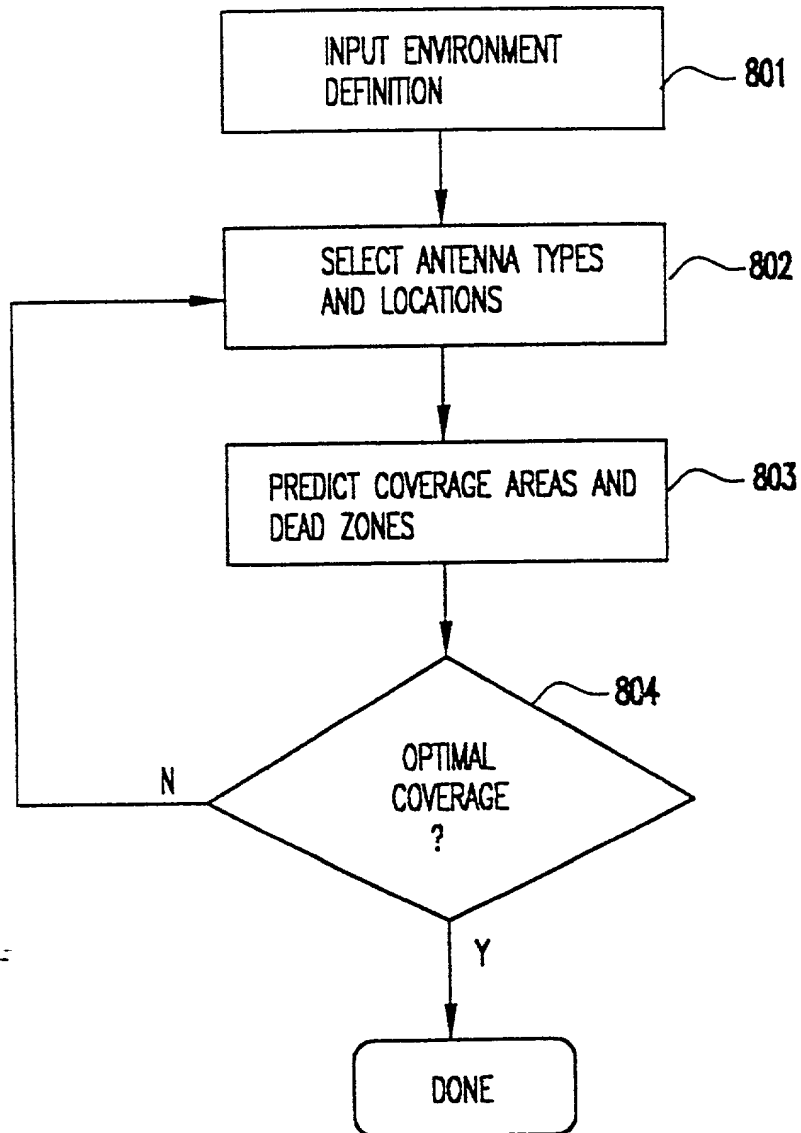 INPUT ENVIRONMENT
DEFINITION
801
SELECT ANTENNA TYPES
AND LOCATIONS
802
PREDICT COVERAGE AREAS AND
DEAD ZONES
803
804
OPTIMAL
COVERAGE
?
N
Y
DONE